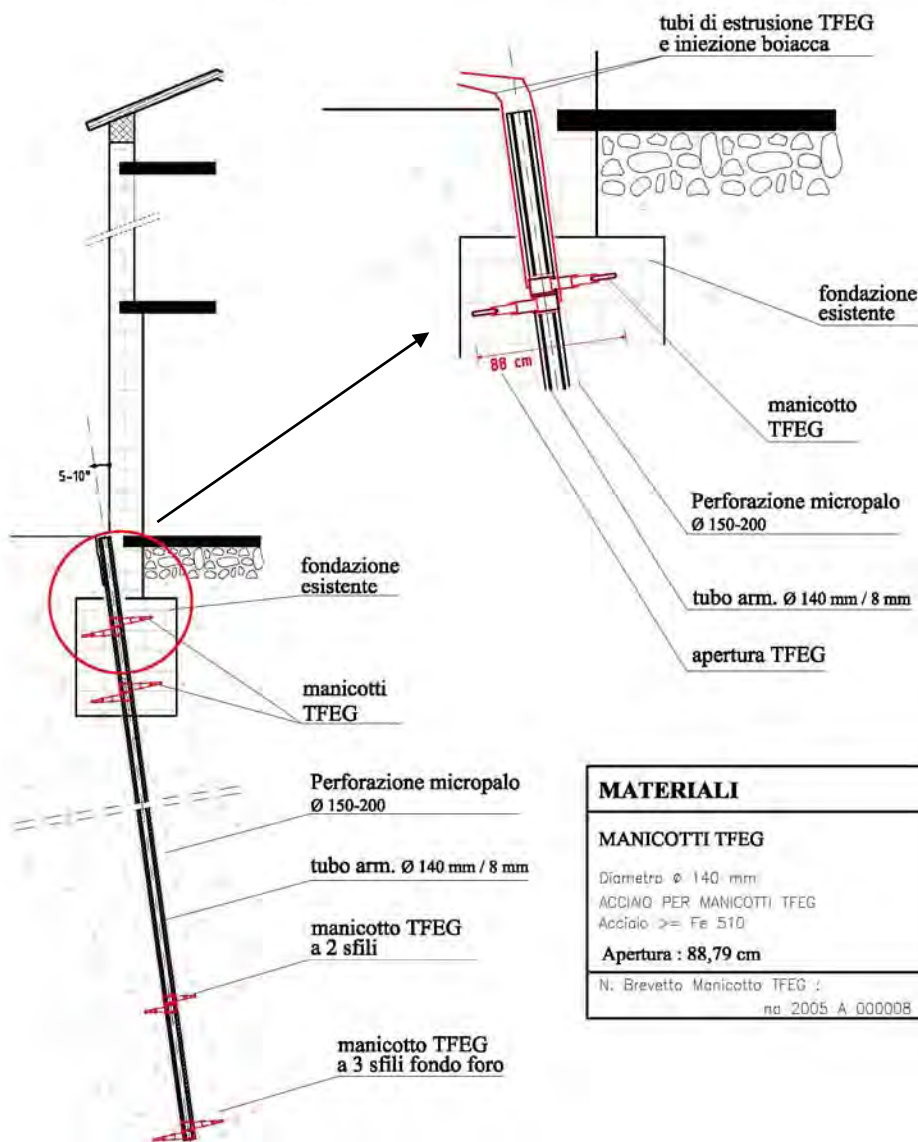 tubi di estrusione TFEG
e iniezione boiacca
fondazione
esistente
88 cm
manicotto
TFEG
Perforazione micropalo
Ø 150-200
tubo arm. Ø 140 mm / 8 mm
apertura TFEG
5-10°
fondazione
esistente
manicotti
TFEG
Perforazione micropalo
Ø 150-200
tubo arm. Ø 140 mm / 8 mm
manicotto TFEG
a 2 sfili
manicotto TFEG
a 3 sfili fondo foro
MATERIALI
MANICOTTI TFEG
Diametro Ø 140 mm
ACCIAIO PER MANICOTTI TFEG
Acciaio >= Fe 510
Apertura : 88,79 cm
N. Brevetto Manicotto TFEG :
na 2005 A 000008